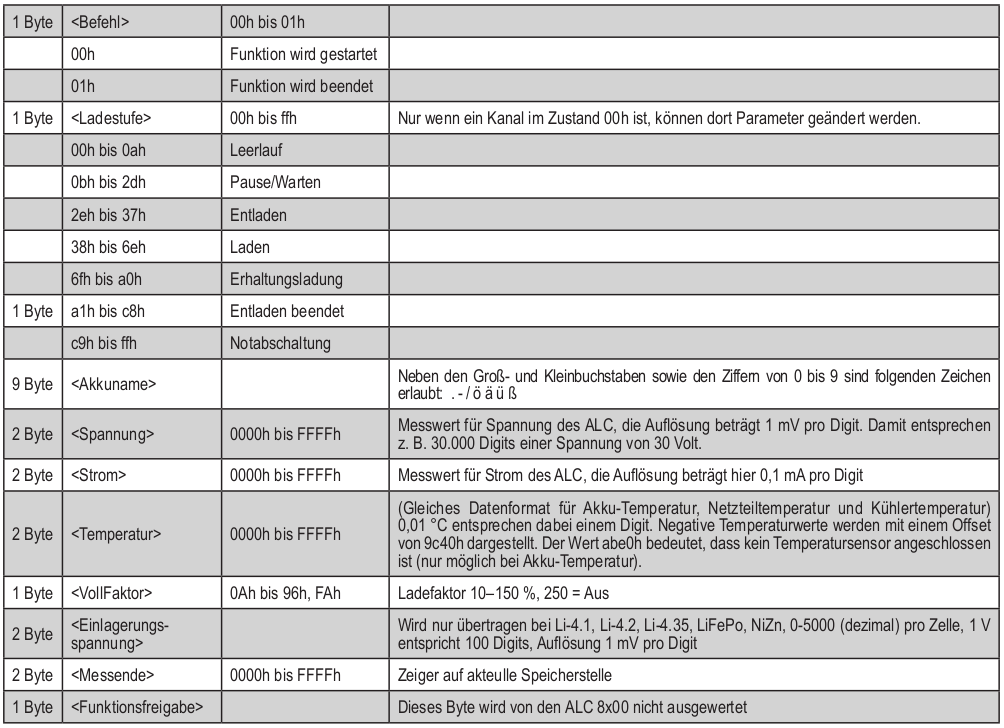 1 Byte <Befehl> 00h bis 01h
00h Funktion wird gestartet
01h Funktion wird beendet
1 Byte <Ladestufe> 00h bis ffh Nur wenn ein Kanal im Zustand 00h ist, können dort Parameter geändert werden.
00h bis 0ah Leerlauf
0bh bis 2dh Pause/Warten
2eh bis 37h Entladen
38h bis 6eh Laden
6fh bis a0h Erhaltungsladung
1 Byte a1h bis c8h Entladen beendet
c9h bis ffh Notabschaltung
9 Byte <Akkuname> Neben den Groß- und Kleinbuchstaben sowie den Ziffern von 0 bis 9 sind folgenden Zeichen
erlaubt: . - / ö ä ü ß
2 Byte <Spannung> 0000h bis FFFFh Messwert für Spannung des ALC, die Auflösung beträgt 1 mV pro Digit. Damit entsprechen
z. B. 30.000 Digits einer Spannung von 30 Volt.
2 Byte <Strom> 0000h bis FFFFh Messwert für Strom des ALC, die Auflösung beträgt hier 0,1 mA pro Digit
2 Byte <Temperatur> 0000h bis FFFFh (Gleiches Datenformat für Akku-Temperatur, Netzteiltemperatur und Kühlertemperatur)
0,01 °C entsprechen dabei einem Digit. Negative Temperaturwerte werden mit einem Offset
von 9c40h dargestellt. Der Wert abe0h bedeutet, dass kein Temperatursensor angeschlossen
ist (nur möglich bei Akku-Temperatur).
1 Byte <VollFaktor> 0Ah bis 96h, FAh Ladefaktor 10–150 %, 250 = Aus
2 Byte <Einlagerungs-
spannung> Wird nur übertragen bei Li-4.1, Li-4.2, Li-4.35, LiFePo, NiZn, 0-5000 (dezimal) pro Zelle, 1 V
entspricht 100 Digits, Auflösung 1 mV pro Digit
2 Byte <Messende> 0000h bis FFFFh Zeiger auf akteulle Speicherstelle
1 Byte <Funktionsfreigabe> Dieses Byte wird von den ALC 8x00 nicht ausgewertet